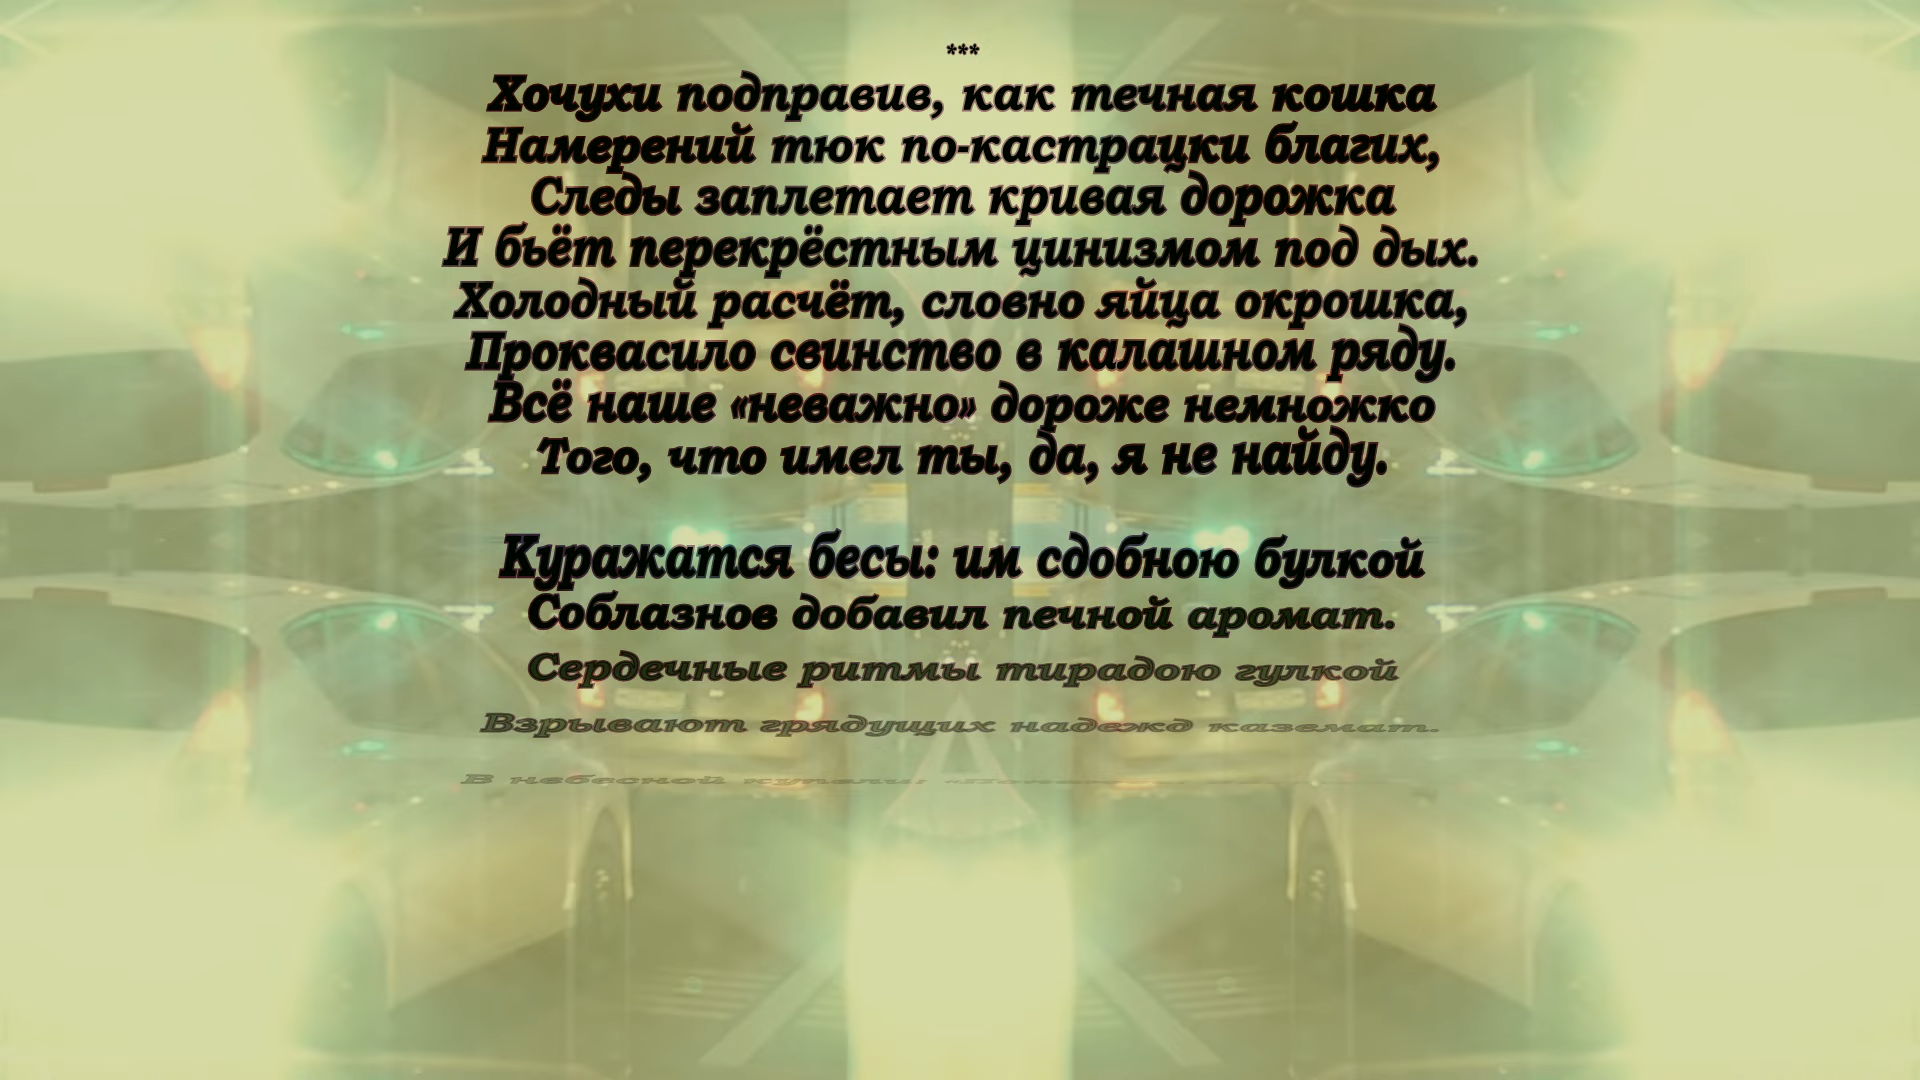 ***
Хочухи подправив, как течная кошка
Намерений тюк по-кастрацки благих,
Следы заплетает кривая дорожка
И бьёт перекрёстным цинизмом под дых.
Холодный расчёт, словно яйца окрошка,
Проквасило свинство в калашном ряду.
Всё наше «неважно» дороже немножко
Того, что имел ты, да, я не найду.
Куражатся бесы: им сдобною булкой
Соблазнов добавил печной аромат.
Сердечные ритмы тирадою гулкой
Взрывают грядущих надежд каземат.
В небесной купели